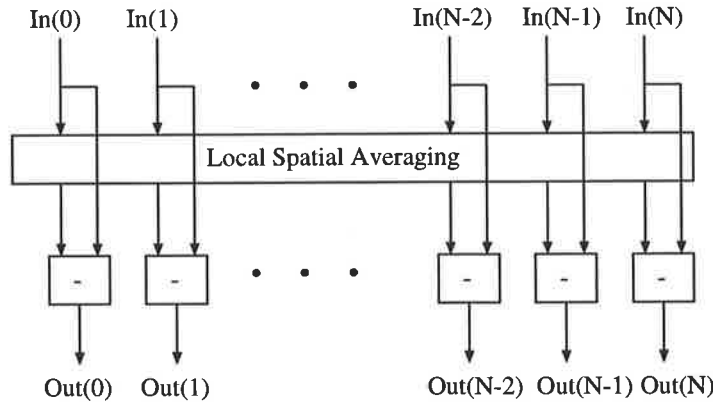 In(0) In(1) In(N-2) In(N-1) In(N)
Local Spatial Averaging
- - - - -
Out(0) Out(1) Out(N-2) Out(N-1) Out(N)